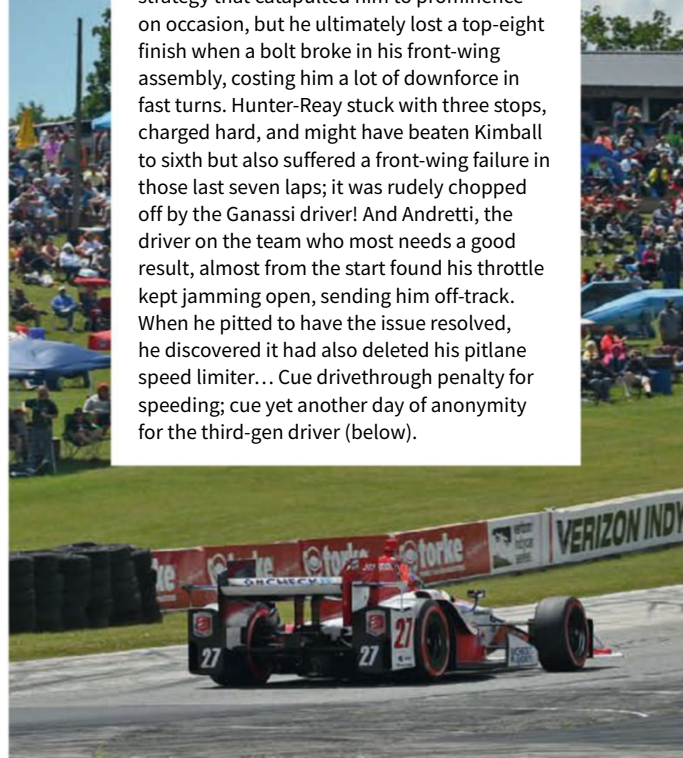 strategy that catapulted him to prominence
on occasion, but he ultimately lost a top-eight
finish when a bolt broke in his front-wing
assembly, costing him a lot of downforce in
fast turns. Hunter-Reay stuck with three stops,
charged hard, and might have beaten Kimball
to sixth but also suffered a front-wing failure in
those last seven laps; it was rudely chopped
off by the Ganassi driver! And Andretti, the
driver on the team who most needs a good
result, almost from the start found his throttle
kept jamming open, sending him off-track.
When he pitted to have the issue resolved,
he discovered it had also deleted his pitlane
speed limiter… Cue drivethrough penalty for
speeding; cue yet another day of anonymity
for the third-gen driver (below).
torke
torke
verizon
indycar
series
VERIZON INDY
27
27
27